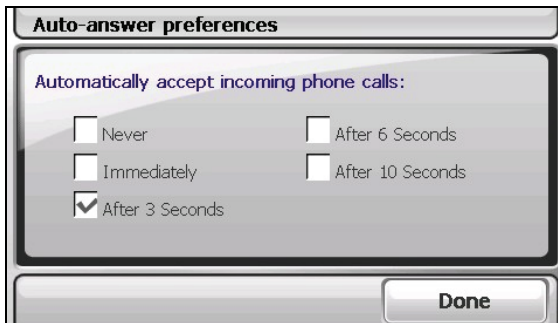 Auto-answer preferences
Automatically accept incoming phone calls:
Never
Immediately
After 3 Seconds
After 6 Seconds
After 10 Seconds
Done